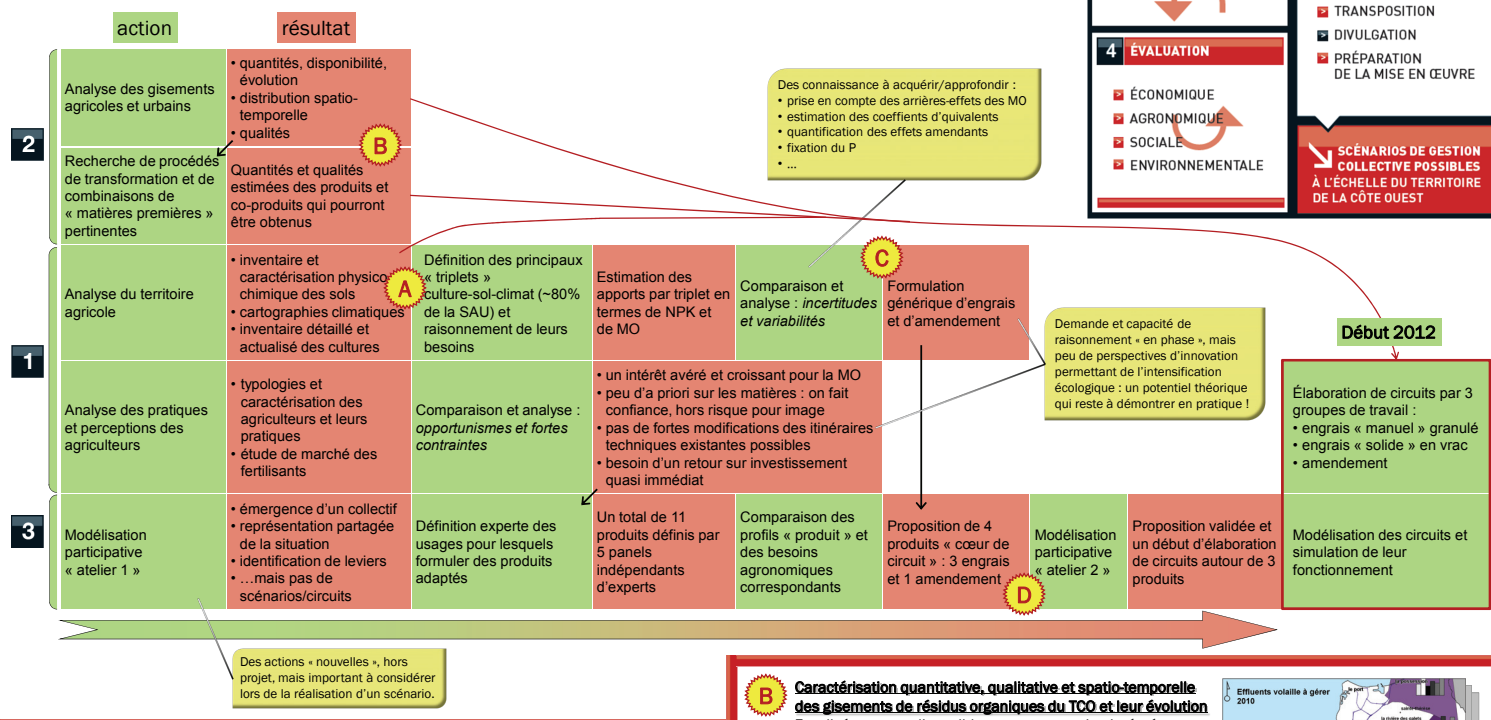 action
résultat
2
Analyse des gisements
agricoles et urbains
• quantités, disponibilité,
évolution
• distribution spatio-
temporelle
• qualités
B
Recherche de procédés
de transformation et de
combinaisons de
« matières premières »
pertinentes
Quantités et qualités
estimées des produits et
co-produits qui pourront
être obtenus
Des connaissance à acquérir/approfondir :
• prise en compte des arrières-effets des MO
• estimation des coeffients d'quivalents
• quantification des effets amendants
• fixation du P
• ...
4 ÉVALUATION
ÉCONOMIQUE
AGRONOMIQUE
SOCIALE
ENVIRONNEMENTALE
TRANSPOSITION
DIVULGATION
PRÉPARATION
DE LA MISE EN ŒUVRE
SCÉNARIOS DE GESTION
COLLECTIVE POSSIBLES
À L'ÉCHELLE DU TERRITOIRE
DE LA CÔTE OUEST
1
Analyse du territoire
agricole
• inventaire et
caractérisation physico
chimique des sols
• cartographies climatiques
• inventaire détaillé et
actualisé des cultures
A
Définition des principaux
« triplets »
culture-sol-climat (~80%
de la SAU) et
raisonnement de leurs
besoins
Estimation des
apports par triplet en
termes de NPK et
de MO
Comparaison et
analyse : incertitudes
et variabilités
C
Formulation
générique d'engrais
et d'amendement
Demande et capacité de
raisonnement « en phase », mais
peu de perspectives d'innovation
permettant de l'intensification
écologique : un potentiel théorique
qui reste à démontrer en pratique !
Début 2012
Analyse des pratiques
et perceptions des
agriculteurs
• typologies et
caractérisation des
agriculteurs et leurs
pratiques
• étude de marché des
fertilisants
Comparaison et analyse :
opportunismes et fortes
contraintes
• un intérêt avéré et croissant pour la MO
• peu d'a priori sur les matières : on fait
confiance, hors risque pour image
• pas de fortes modifications des itinéraires
techniques existantes possibles
• besoin d'un retour sur investissement
quasi immédiat
Élaboration de circuits par 3
groupes de travail :
• engrais « manuel » granulé
• engrais « solide » en vrac
• amendement
3
Modélisation
participative
« atelier 1 »
• émergence d'un collectif
• représentation partagée
de la situation
• identification de leviers
• …mais pas de
scénarios/circuits
Définition experte des
usages pour lesquels
formuler des produits
adaptés
Un total de 11
produits définis par
5 panels
indépendants
d'experts
Comparaison des
profils « produit » et
des besoins
agronomiques
correspondants
Proposition de 4
produits « cœur de
circuit » : 3 engrais
et 1 amendement
D
Modélisation
participative
« atelier 2 »
Proposition validée et
un début d'élaboration
de circuits autour de 3
produits
Modélisation des circuits et
simulation de leur
fonctionnement
Des actions « nouvelles », hors
projet, mais important à considérer
lors de la réalisation d'un scénario.
B
Caractérisation quantitative, qualitative et spatio-temporelle
des gisements de résidus organiques du TCO et leur évolution
Effluents volaille à gérer
2010
le port
la rivière des galets